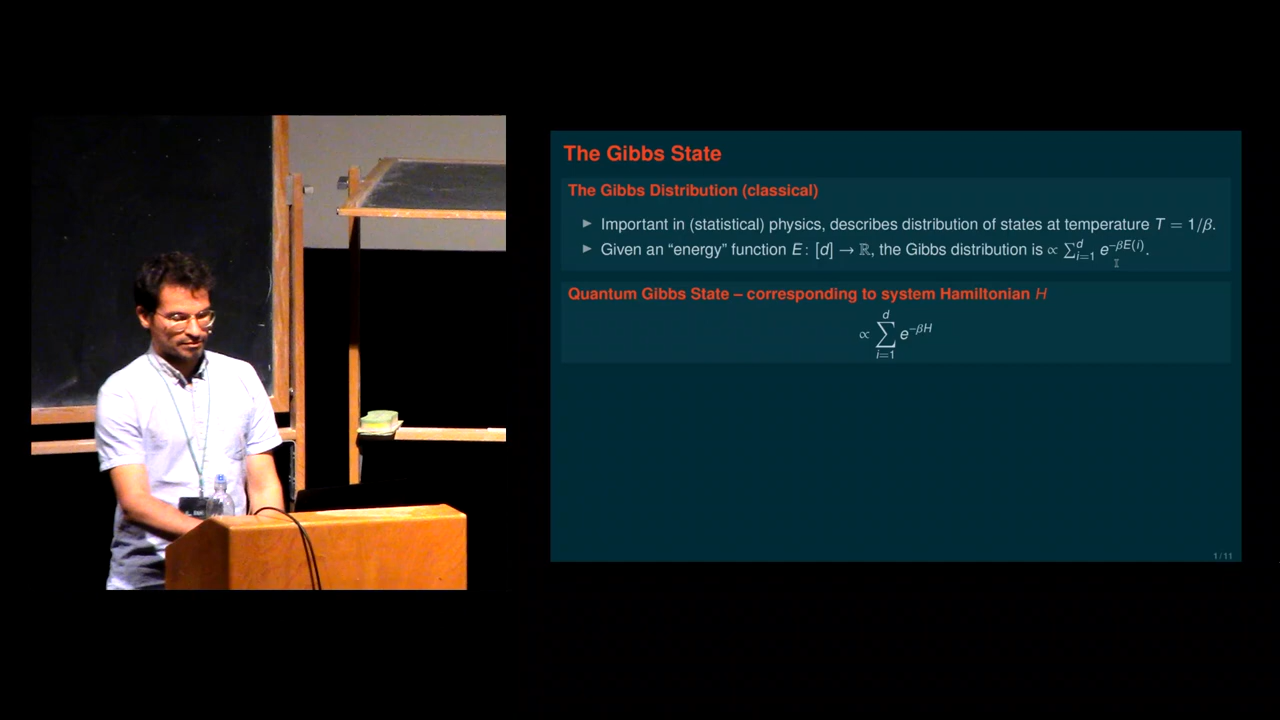 The Gibbs State
The Gibbs Distribution (classical)
► Important in (statistical) physics, describes distribution of states at temperature T = 1/β.
► Given an “energy” function E: [d] → ℝ, the Gibbs distribution is ∝ ∑_{i=1}^{d} e^{−βE(i)}.
Quantum Gibbs State – corresponding to system Hamiltonian H
∝ ∑_{i=1}^{d} e^{−βH}
1 / 11